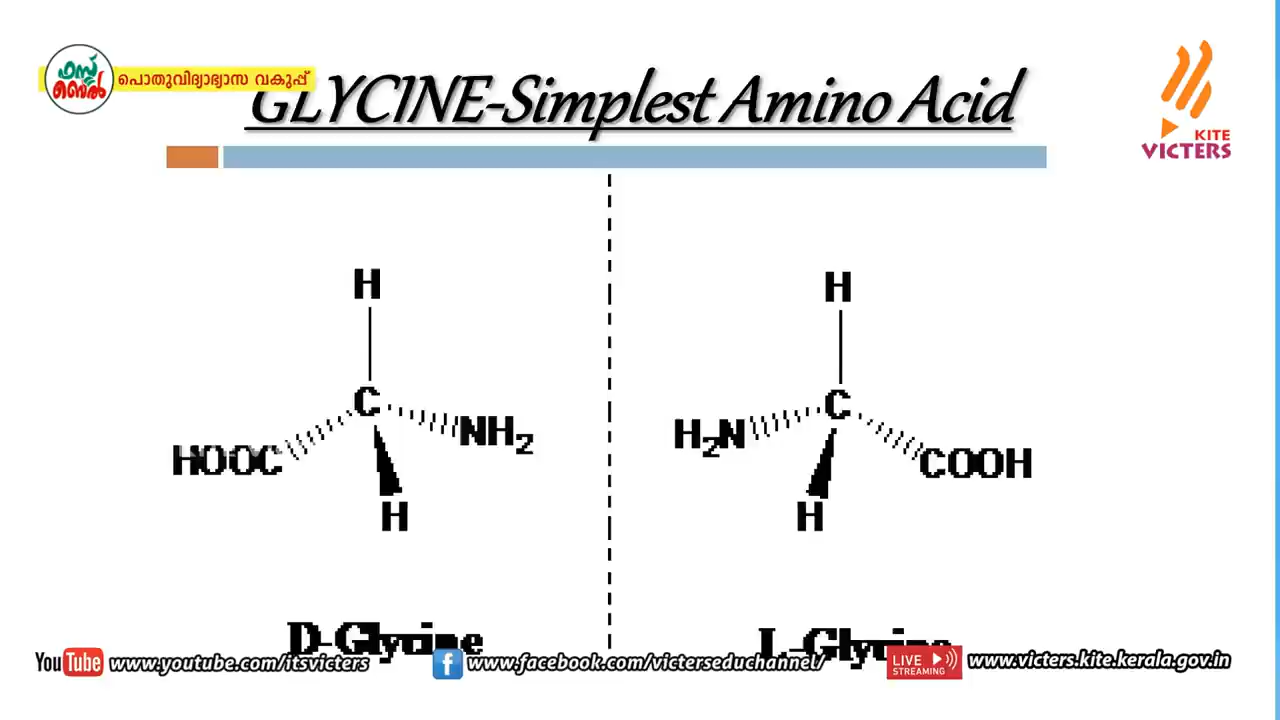 ഫസ്റ്റ് ബെൽ
പൊതുവിദ്യാഭ്യാസ വകുപ്പ്
GLYCINE-Simplest Amino Acid
KITE
VICTERS
H
C
HOOC
NH₂
H
D-Glycine
H
C
H₂N
COOH
H
L-Glycine
YouTube www.youtube.com/itsvicters
f www.facebook.com/victerseduchannel/
LIVE STREAMING www.victers.kite.kerala.gov.in